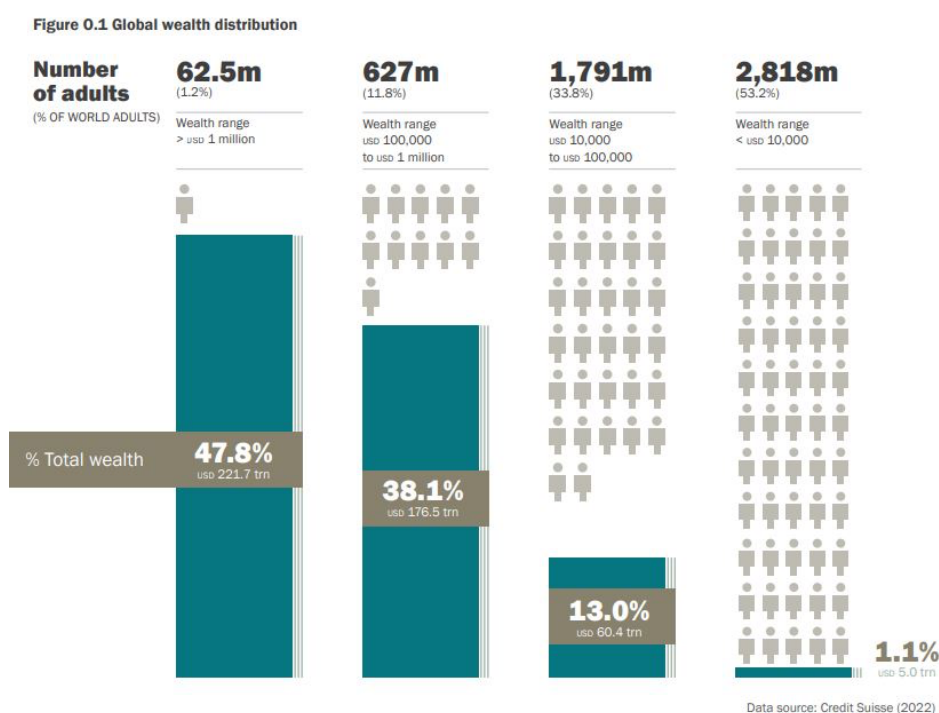 Figure 0.1 Global wealth distribution
Number
of adults
(% OF WORLD ADULTS)
62.5m
(1.2%)
Wealth range
> USD 1 million
627m
(11.8%)
Wealth range
USD 100,000
to USD 1 million
1,791m
(33.8%)
Wealth range
USD 10,000
to USD 100,000
2,818m
(53.2%)
Wealth range
< USD 10,000
% Total wealth
47.8%
USD 221.7 trn
38.1%
USD 176.5 trn
13.0%
USD 60.4 trn
1.1%
USD 5.0 trn
Data source: Credit Suisse (2022)